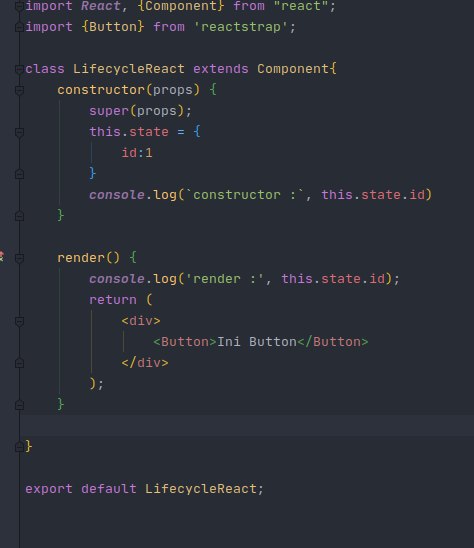 import React, {Component} from "react";
import {Button} from 'reactstrap';
class LifecycleReact extends Component{
constructor(props) {
super(props);
this.state = {
id:1
}
console.log(`constructor :`, this.state.id)
}
render() {
console.log('render :', this.state.id);
return (
<div>
<Button>Ini Button</Button>
</div>
);
}
}
export default LifecycleReact;